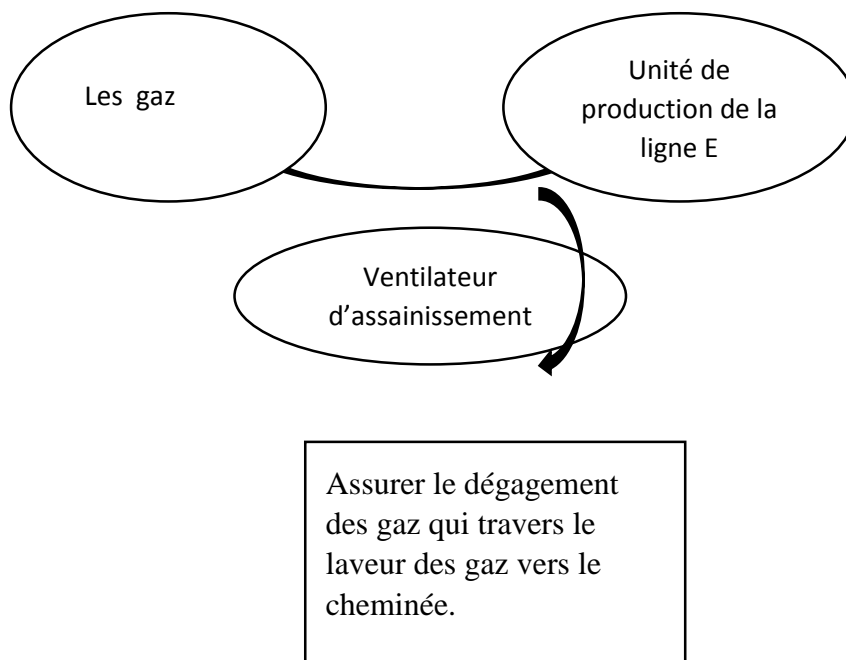 Les gaz
Unité de
production de la
ligne E
Ventilateur
d’assainissement
Assurer le dégagement
des gaz qui travers le
laveur des gaz vers le
cheminée.